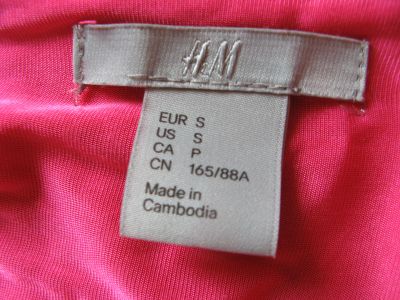 H&M
EUR S
US S
CA P
CN 165/88A
Made in
Cambodia